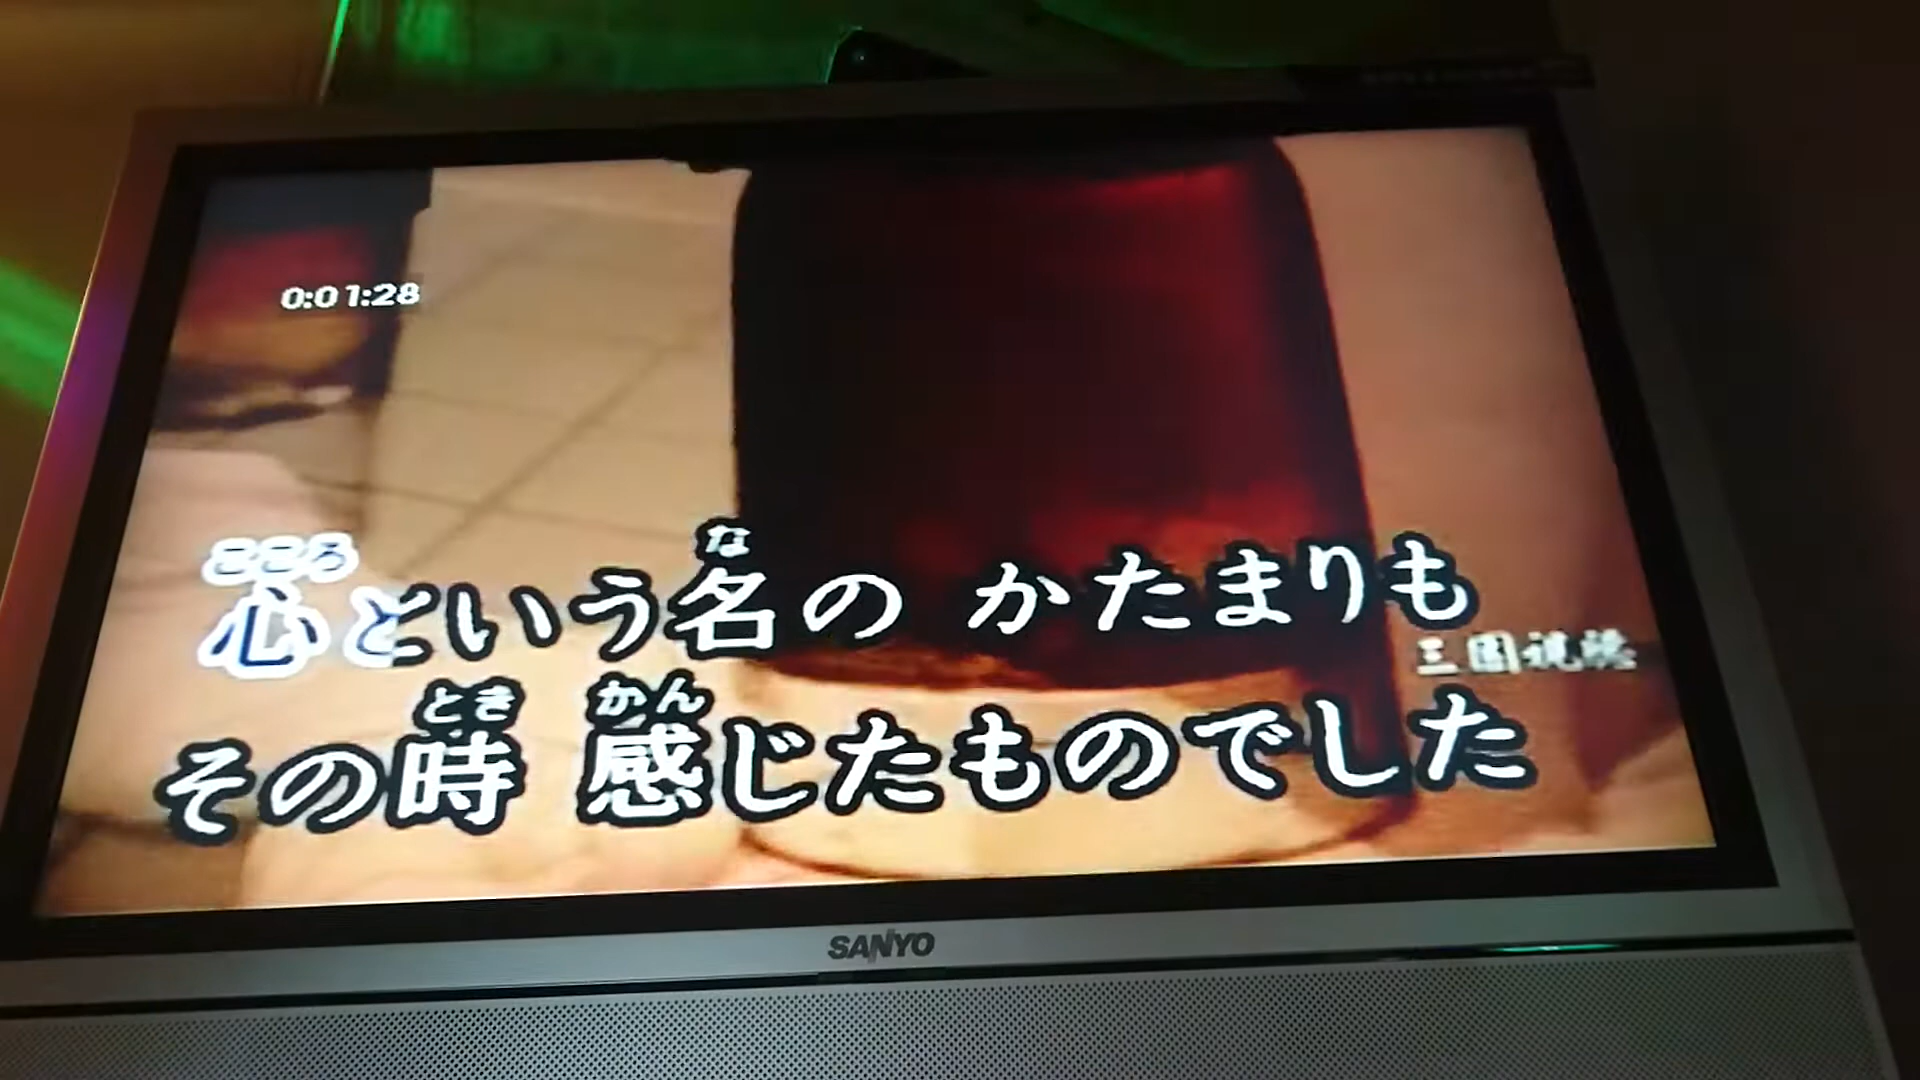 0:01:28
こころ
な
心という名の かたまりも
とき かん
その時 感じたものでした
SANYO